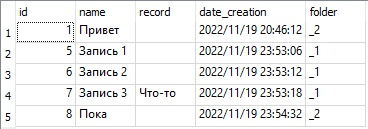 id name record date_creation folder
1 1 Привет 2022/11/19 20:46:12 _2
2 5 Запись 1 2022/11/19 23:53:06 _1
3 6 Запись 2 2022/11/19 23:53:12 _1
4 7 Запись 3 Что-то 2022/11/19 23:53:18 _1
5 8 Пока 2022/11/19 23:54:32 _2